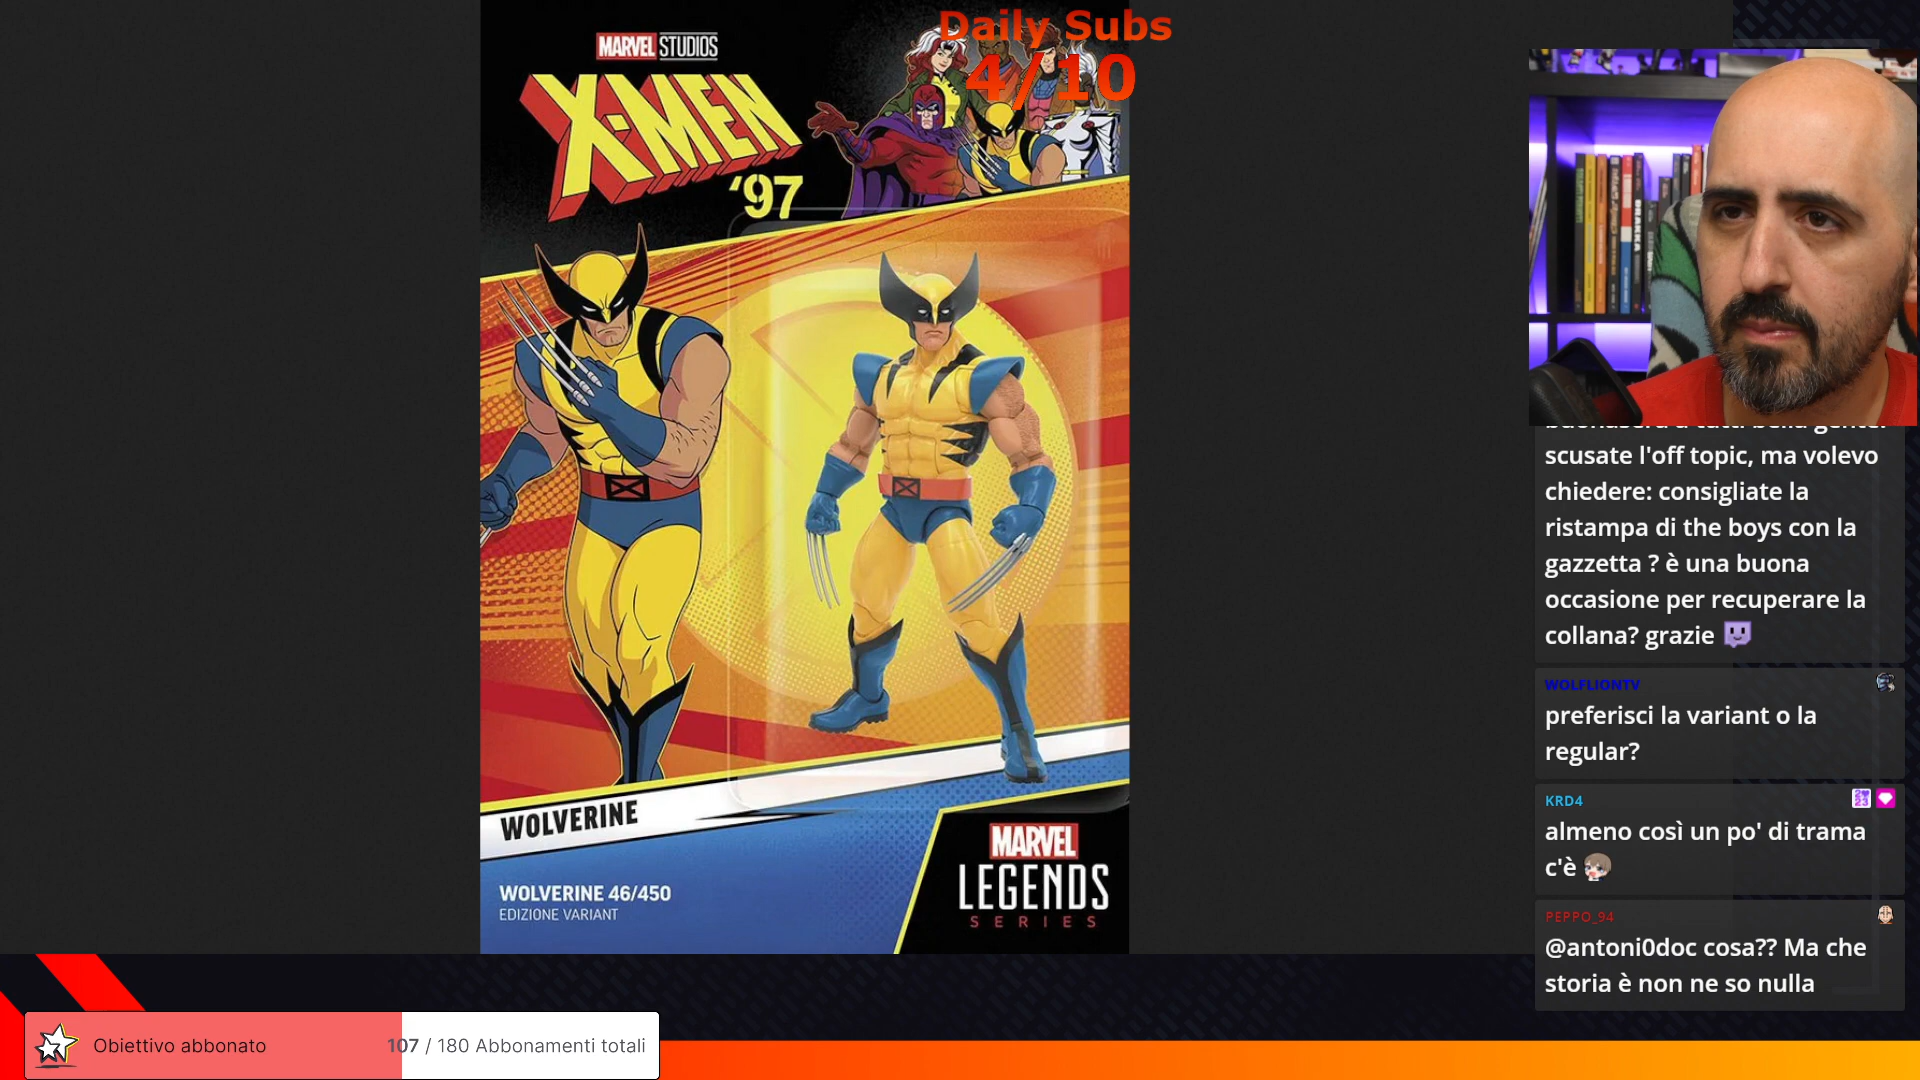 Daily Subs
4/10
MARVEL STUDIOS
X-MEN
'97
WOLVERINE
WOLVERINE 46/450
EDIZIONE VARIANT
MARVEL
LEGENDS
SERIES
scusate l'off topic, ma volevo
chiedere: consigliate la
ristampa di the boys con la
gazzetta ? è una buona
occasione per recuperare la
collana? grazie
WOLFLIONTV
preferisci la variant o la
regular?
KRD4
almeno così un po' di trama
c'è
PEPPO_94
@antoni0doc cosa?? Ma che
storia è non ne so nulla
Obiettivo abbonato
107 / 180 Abbonamenti totali